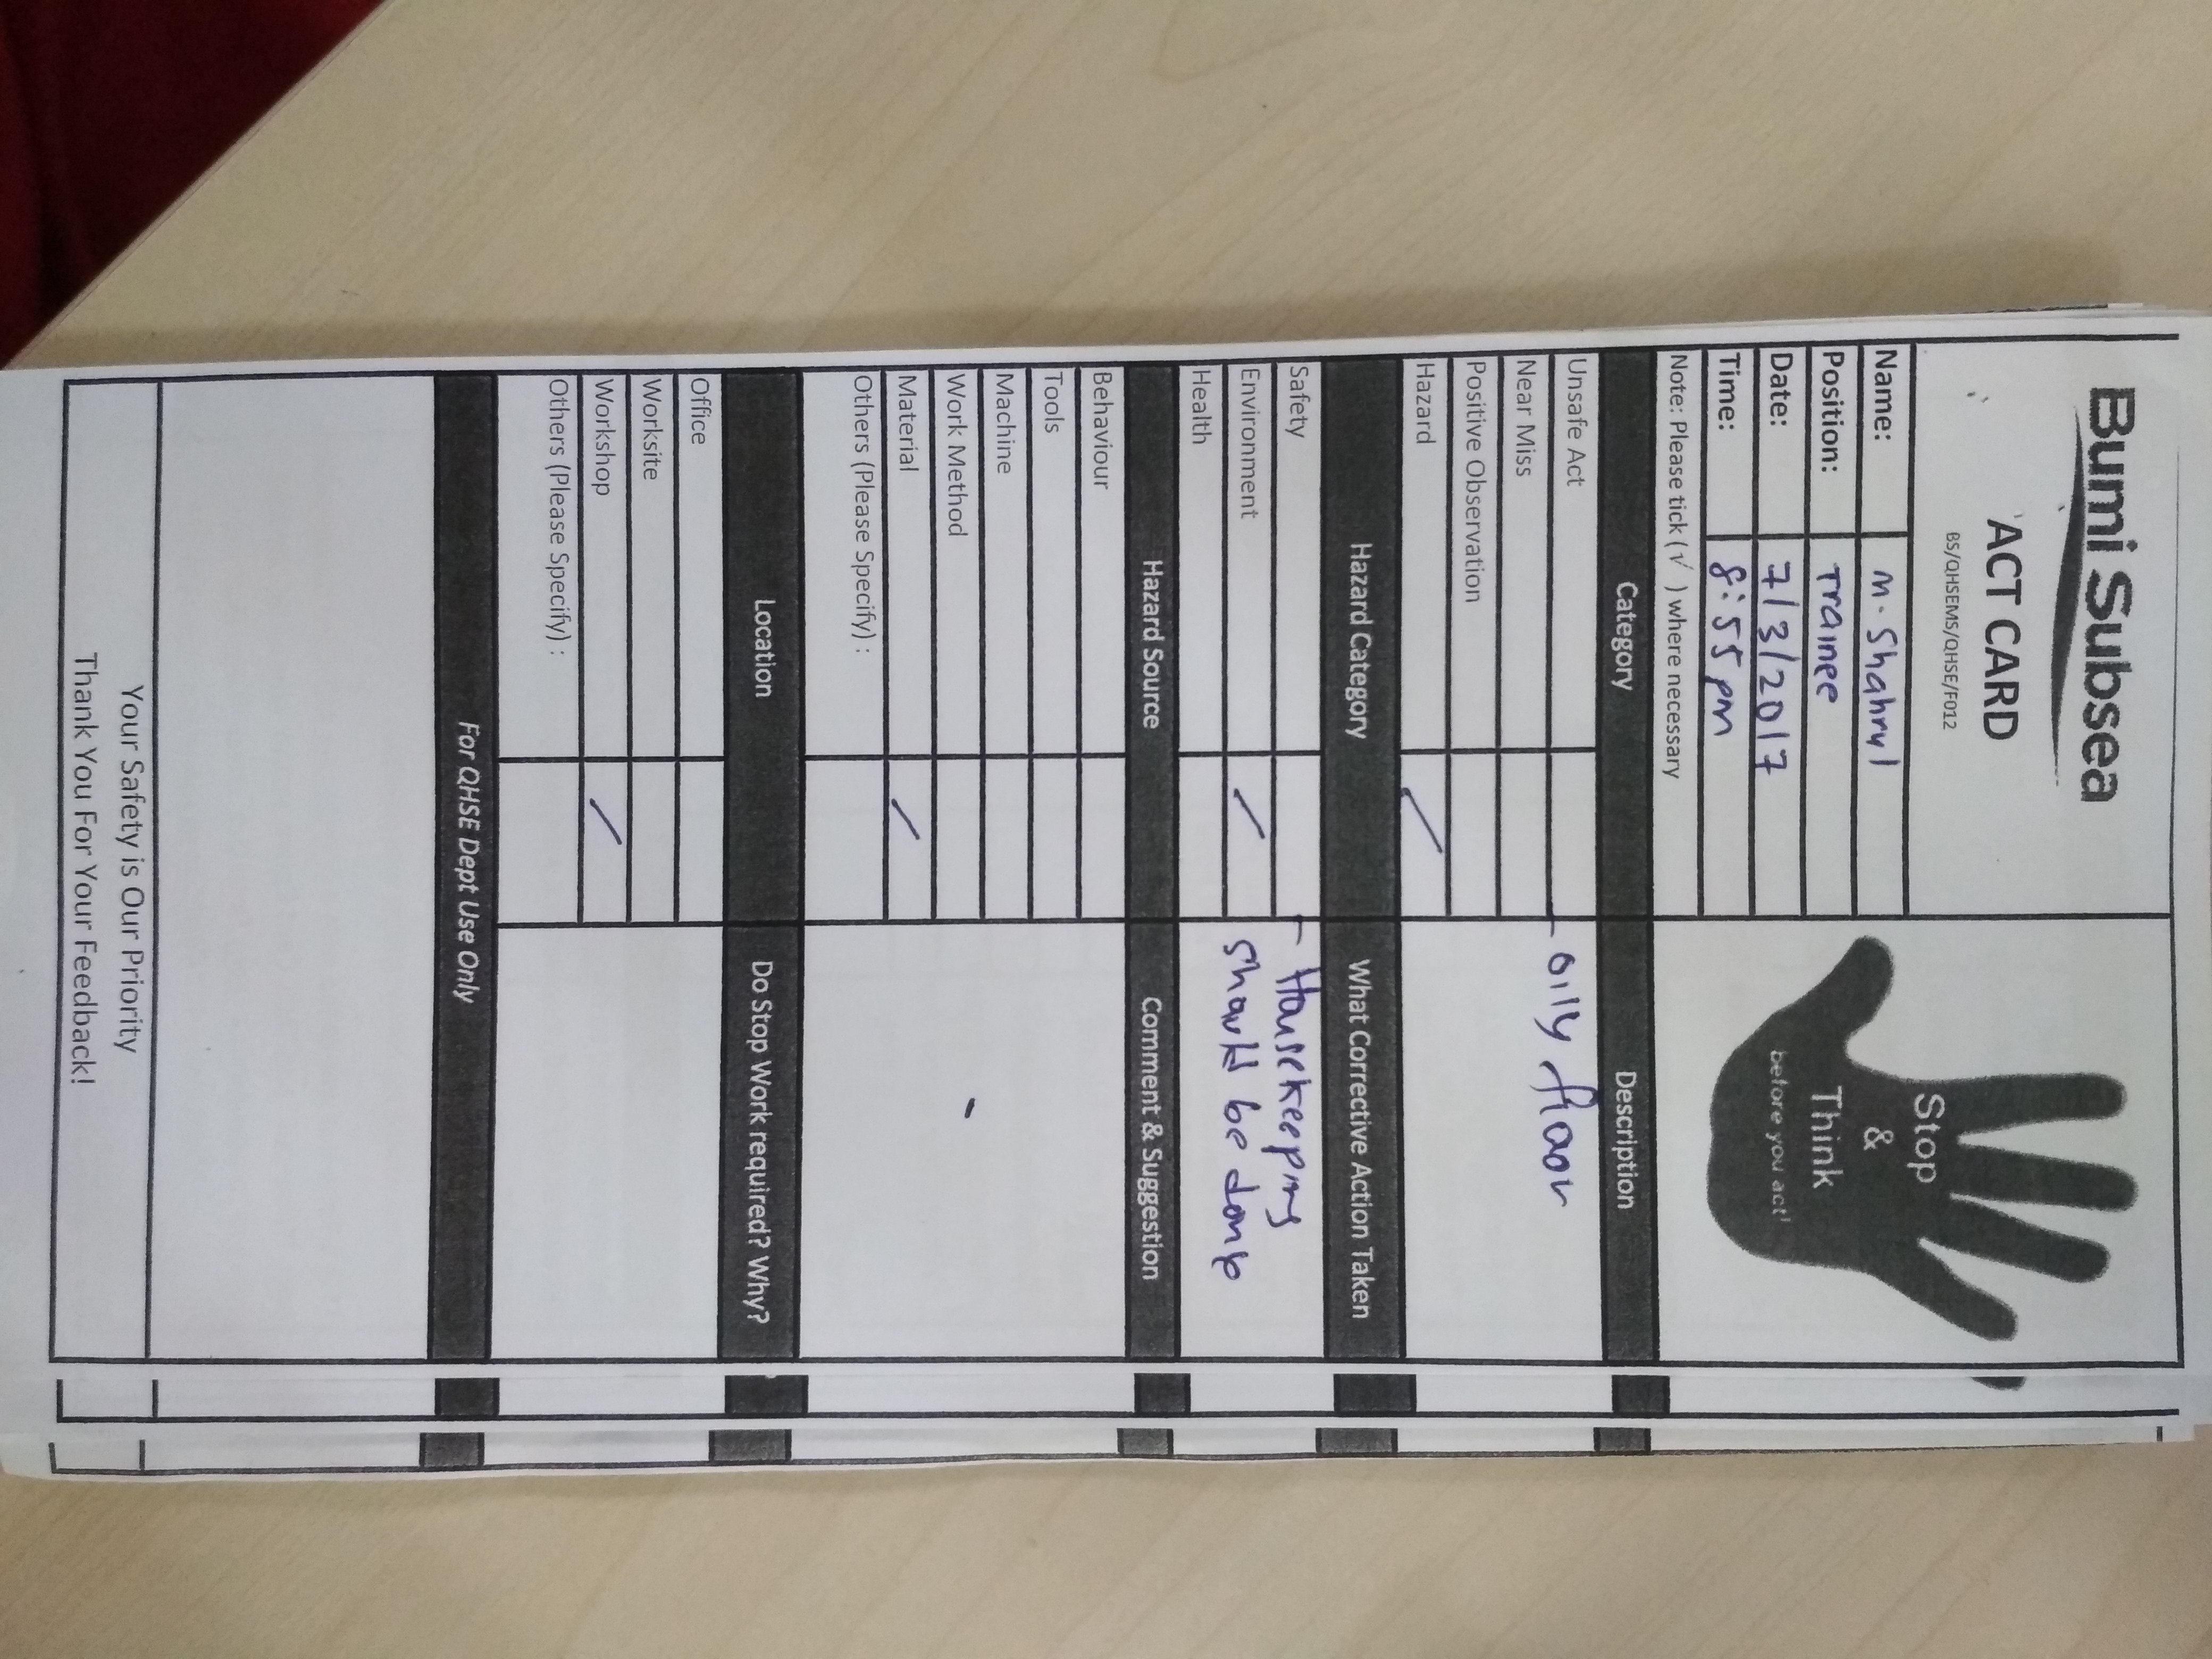 Bumi Subsea
ACT CARD
BS/QHSEMS/QHSE/F012
Stop
&
Think
before you act!
Name: M. Shahryl
Position: Trainee
Date: 7/3/2017
Time: 8:55 pm
Note: Please tick (√ ) where necessary
Category Description
Unsafe Act - oily floor
Near Miss
Positive Observation
Hazard /
Hazard Category What Corrective Action Taken
Safety - Housekeeping
Environment / should be done
Health
Hazard Source Comment & Suggestion
Behaviour
Tools
Machine
Work Method -
Material /
Others (Please Specify) :
Location Do Stop Work required? Why?
Office
Worksite
Workshop /
Others (Please Specify) :
For QHSE Dept Use Only
Your Safety is Our Priority
Thank You For Your Feedback!